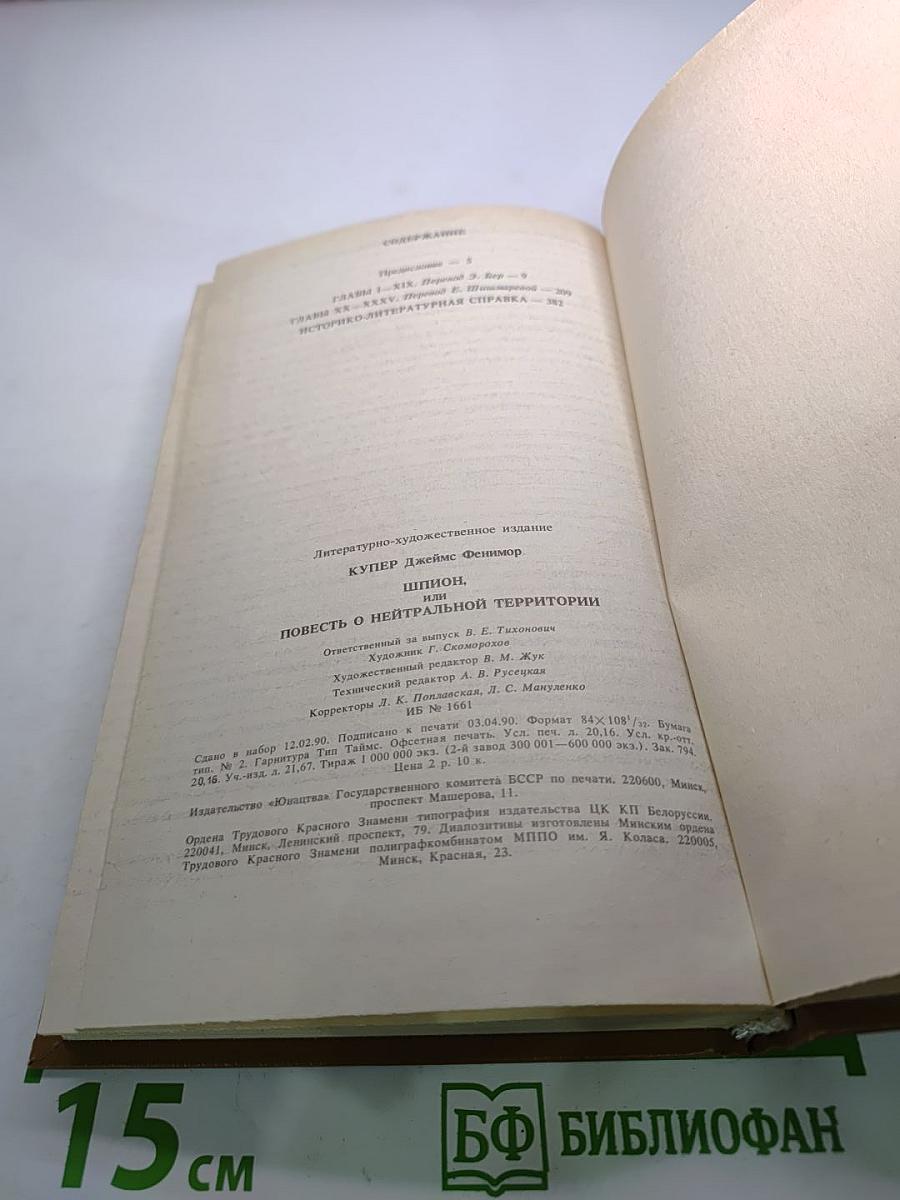 СОДЕРЖАНИЕ
Предисловие — 5
ГЛАВЫ I—XIX. Перевод Э. Бер — 9
ГЛАВЫ XX—XXXV. Перевод Е. Шишмаревой — 209
ИСТОРИКО-ЛИТЕРАТУРНАЯ СПРАВКА — 382
Литературно-художественное издание
КУПЕР Джеймс Фенимор
ШПИОН,
ИЛИ
ПОВЕСТЬ О НЕЙТРАЛЬНОЙ ТЕРРИТОРИИ
Ответственный за выпуск В. Е. Тихонович
Художник Г. Скоморохов
Художественный редактор В. М. Жук
Технический редактор А. В. Русецкая
Корректоры Л. К. Поплавская, Л. С. Мануленко
ИБ № 1661
Сдано в набор 12.02.90. Подписано к печати 03.04.90. Формат 84×108¹/₃₂. Бумага
тип. № 2. Гарнитура Тип Таймс. Офсетная печать. Усл. печ. л. 20,16. Усл. кр.-отт.
20,16. Уч.-изд. л. 21,67. Тираж 1 000 000 экз. (2-й завод 300 001—600 000 экз.). Зак. 794.
Цена 2 р. 10 к.
Издательство «Юнацтва» Государственного комитета БССР по печати. 220600, Минск,
проспект Машерова, 11.
Ордена Трудового Красного Знамени типография издательства ЦК КП Белоруссии.
220041, Минск, Ленинский проспект, 79. Диапозитивы изготовлены Минским ордена
Трудового Красного Знамени полиграфкомбинатом МППО им. Я. Коласа. 220005,
Минск, Красная, 23.
15 см
БФ БИБЛИОФАН